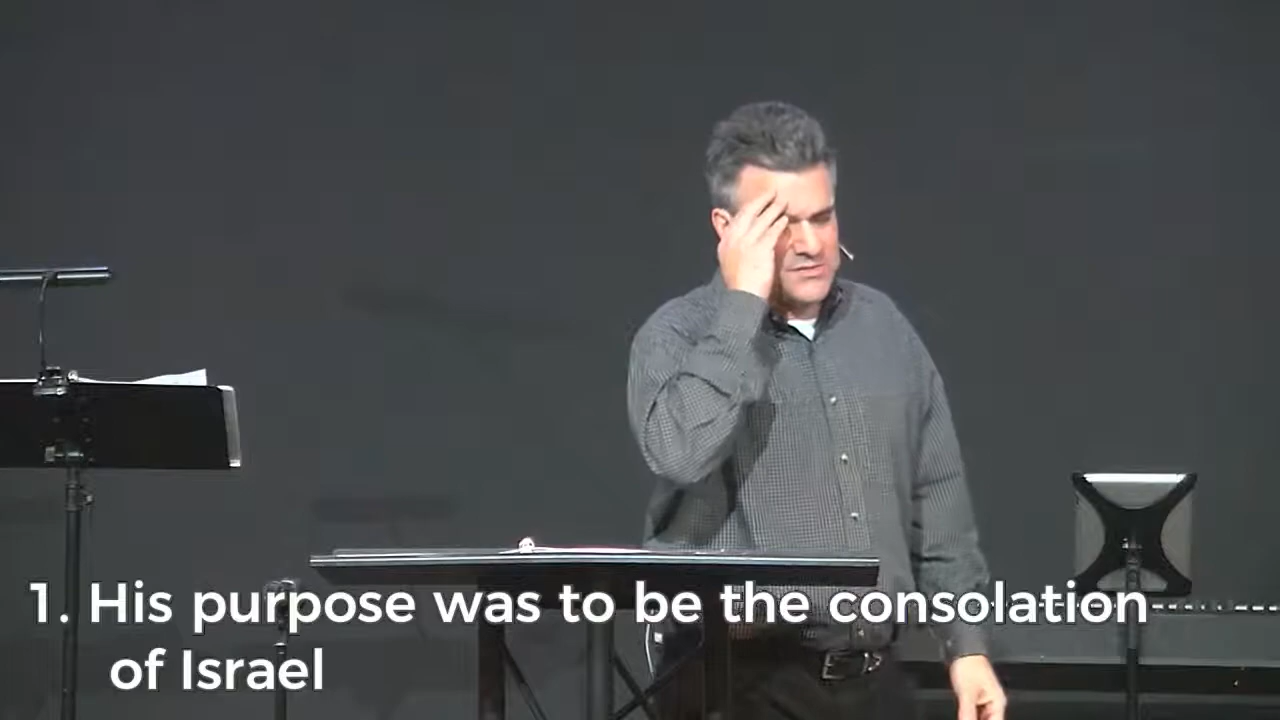 1. His purpose was to be the consolation
of Israel